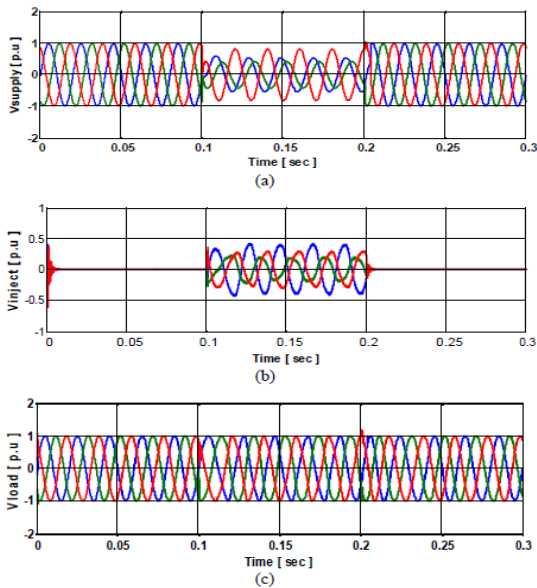 Vsupply [ p.u ]
2
1
0
-1
-2
0 0.05 0.1 0.15 0.2 0.25 0.3
Time [ sec ]
(a)
Vinject [ p.u ]
1
0.5
0
-0.5
-1
0 0.05 0.1 0.15 0.2 0.25 0.3
Time [ sec ]
(b)
Vload [ p.u ]
2
1
0
-1
-2
0 0.05 0.1 0.15 0.2 0.25 0.3
Time [ sec ]
(c)